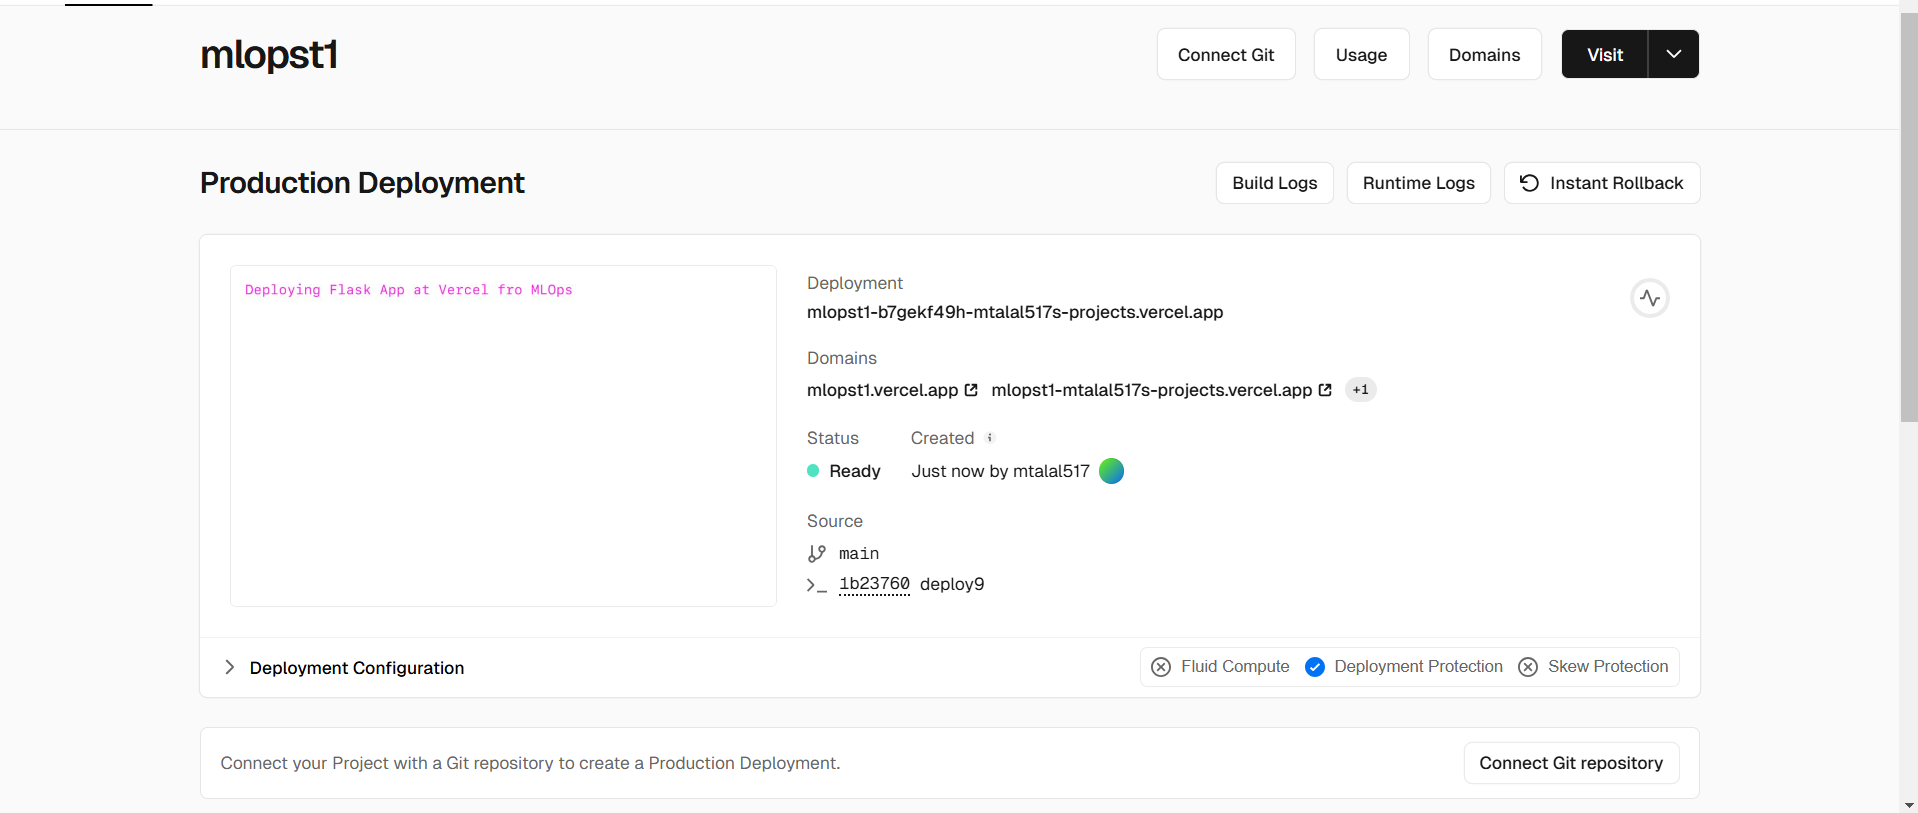 mlopst1
Connect Git
Usage
Domains
Visit
Production Deployment
Build Logs
Runtime Logs
Instant Rollback
Deploying Flask App at Vercel fro MLOps
Deployment
mlopst1-b7gekf49h-mtalal517s-projects.vercel.app
Domains
mlopst1.vercel.app mlopst1-mtalal517s-projects.vercel.app +1
Status Created i
Ready Just now by mtalal517
Source
main
1b23760 deploy9
Deployment Configuration
Fluid Compute Deployment Protection Skew Protection
Connect your Project with a Git repository to create a Production Deployment.
Connect Git repository